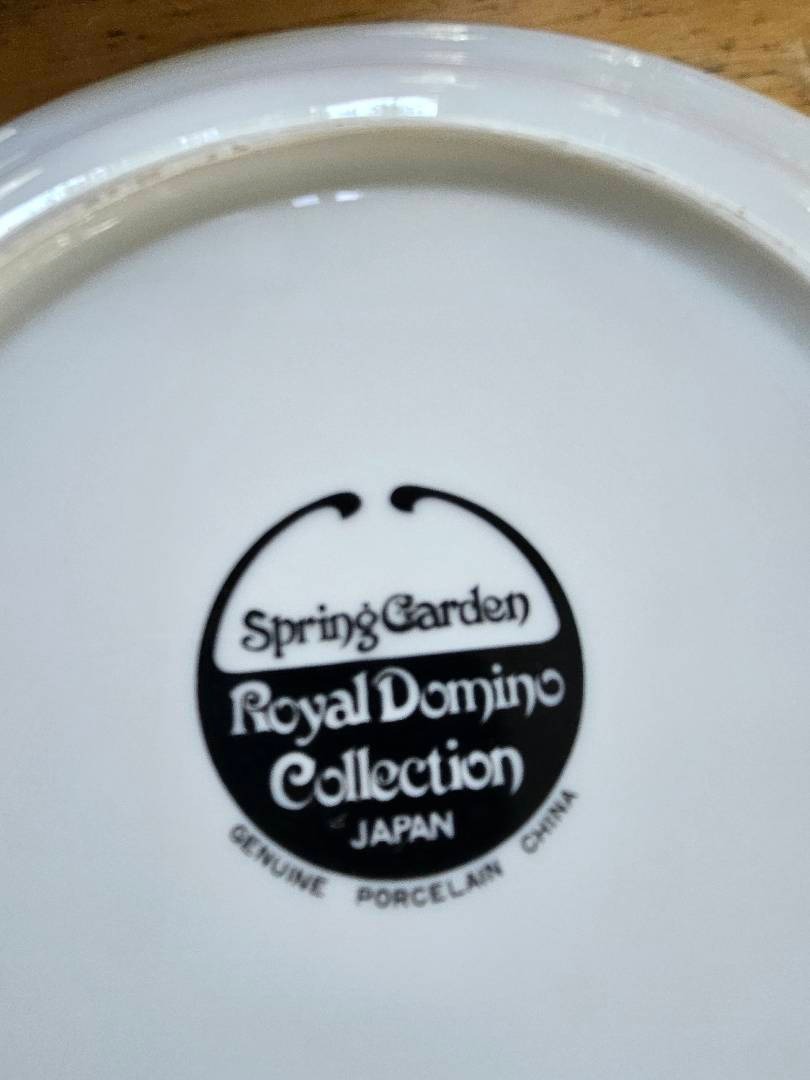 Spring Garden
Royal Domino
Collection
JAPAN
GENUINE PORCELAIN CHINA